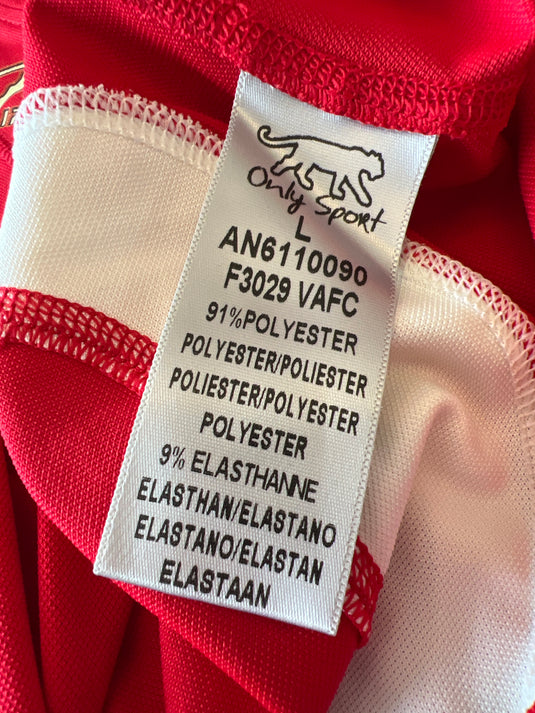 Only Sport
L
AN6110090
F3029 VAFC
91%POLYESTER
POLYESTER/POLIESTER
POLIESTER/POLYESTER
POLYESTER
9% ELASTHANNE
ELASTHAN/ELASTANO
ELASTANO/ELASTAN
ELASTAAN